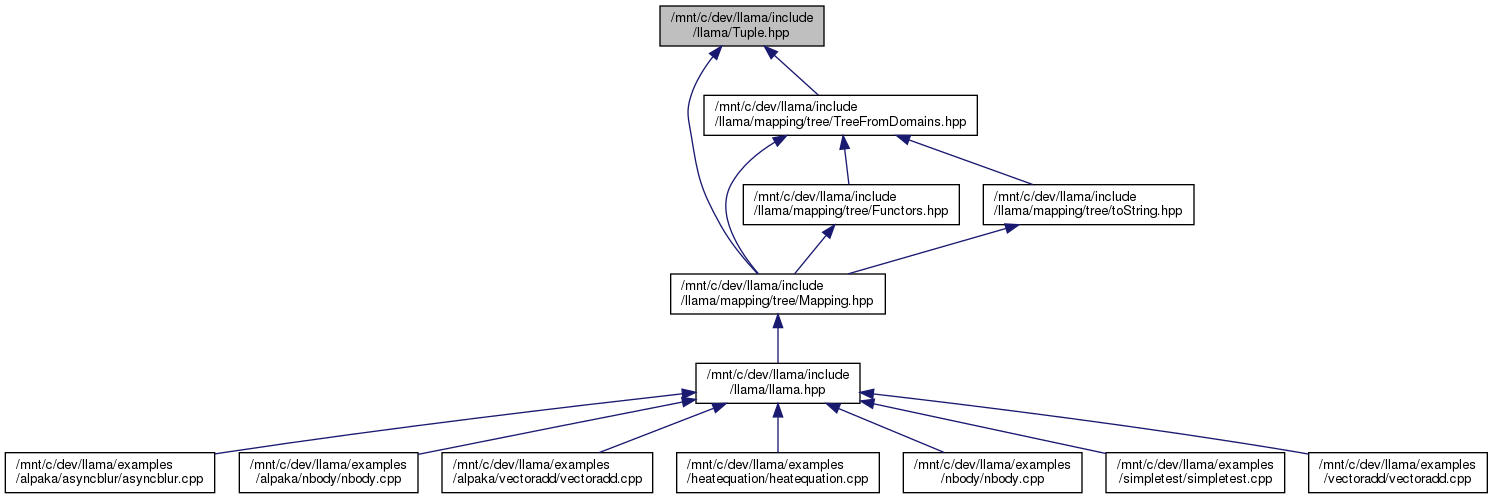 /mnt/c/dev/llama/include
/llama/Tuple.hpp
/mnt/c/dev/llama/include
/llama/mapping/tree/TreeFromDomains.hpp
/mnt/c/dev/llama/include
/llama/mapping/tree/Functors.hpp
/mnt/c/dev/llama/include
/llama/mapping/tree/toString.hpp
/mnt/c/dev/llama/include
/llama/mapping/tree/Mapping.hpp
/mnt/c/dev/llama/include
/llama/llama.hpp
/mnt/c/dev/llama/examples
/alpaka/asyncblur/asyncblur.cpp
/mnt/c/dev/llama/examples
/alpaka/nbody/nbody.cpp
/mnt/c/dev/llama/examples
/alpaka/vectoradd/vectoradd.cpp
/mnt/c/dev/llama/examples
/heatequation/heatequation.cpp
/mnt/c/dev/llama/examples
/nbody/nbody.cpp
/mnt/c/dev/llama/examples
/simpletest/simpletest.cpp
/mnt/c/dev/llama/examples
/vectoradd/vectoradd.cpp